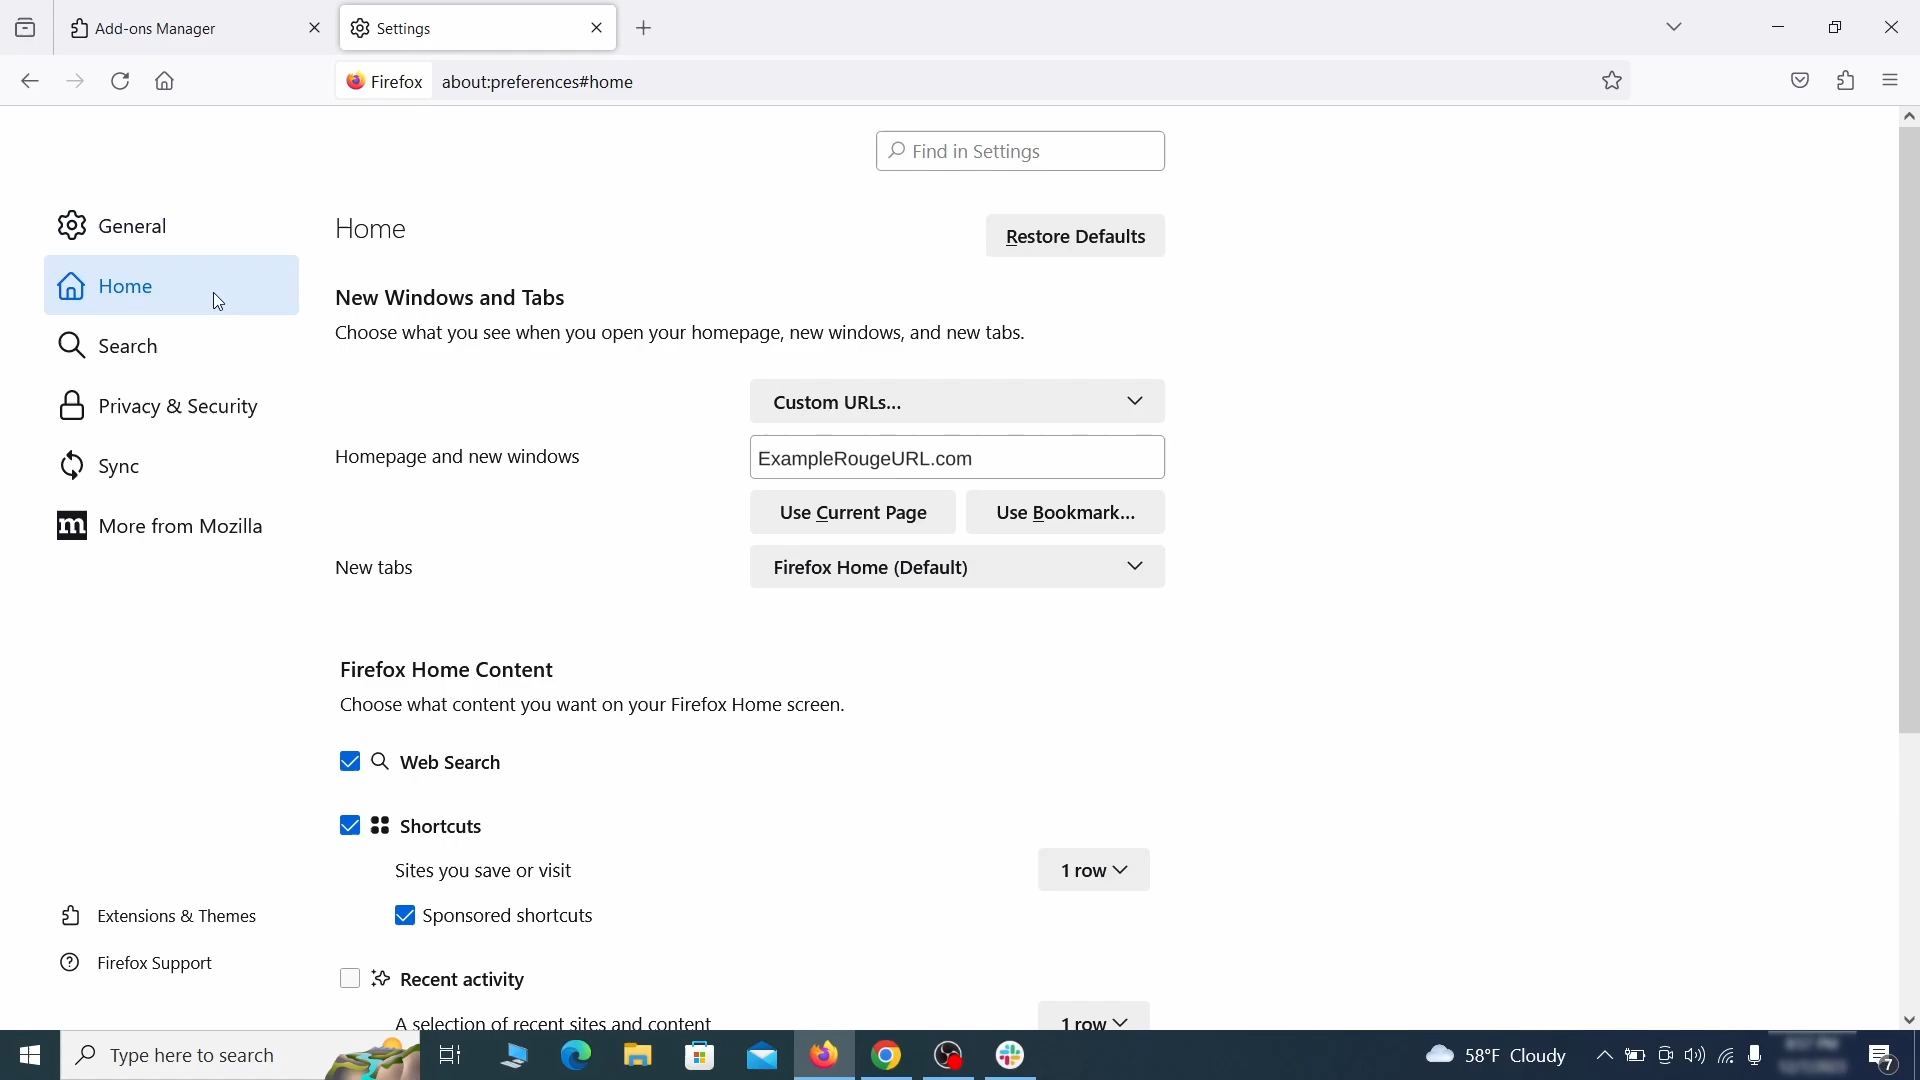 Add-ons Manager
Settings
Firefox
about:preferences#home
Find in Settings
General
Home
Search
Privacy & Security
Sync
More from Mozilla
Extensions & Themes
Firefox Support
Home
Restore Defaults
New Windows and Tabs
Choose what you see when you open your homepage, new windows, and new tabs.
Custom URLs...
Homepage and new windows
ExampleRougeURL.com
Use Current Page
Use Bookmark...
New tabs
Firefox Home (Default)
Firefox Home Content
Choose what content you want on your Firefox Home screen.
Web Search
Shortcuts
Sites you save or visit
1 row
Sponsored shortcuts
Recent activity
A selection of recent sites and content
1 row
Type here to search
58°F Cloudy
7